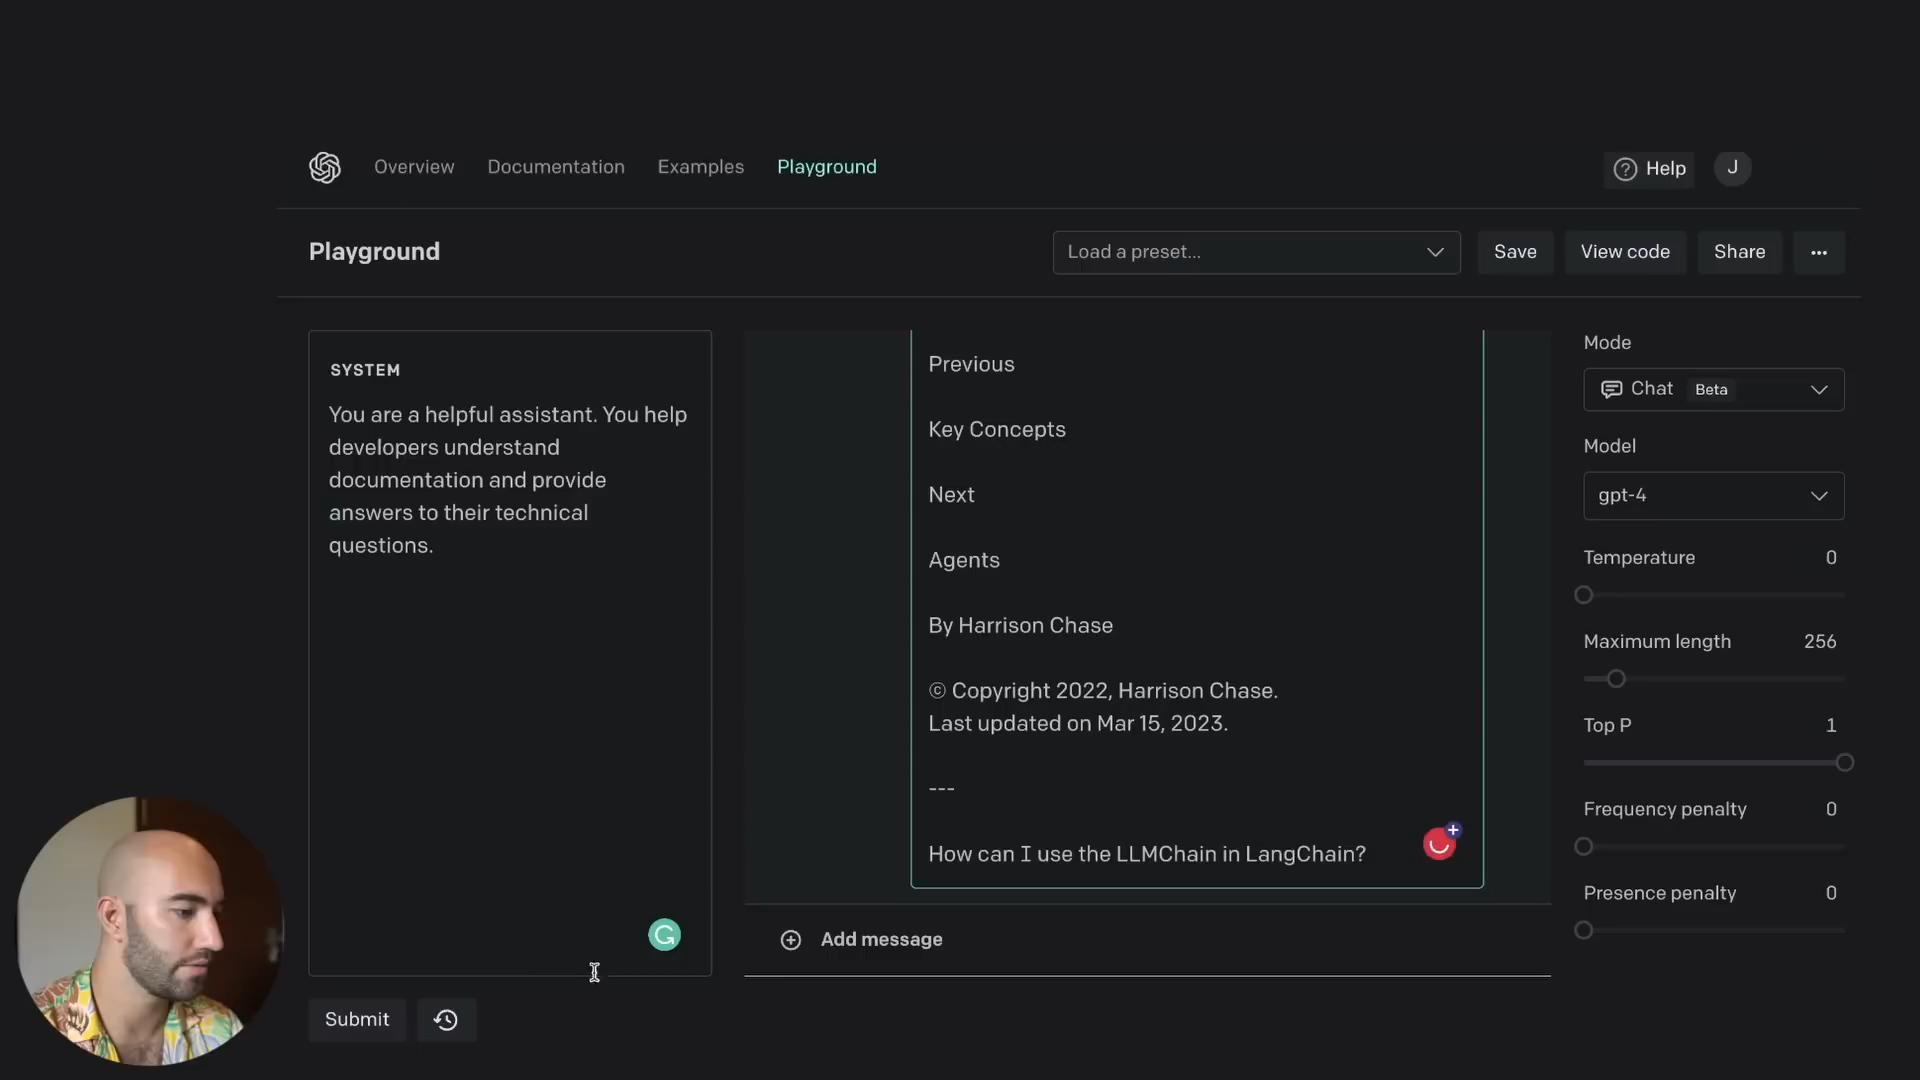 Overview
Documentation
Examples
Playground
Help
J
Playground
Load a preset...
Save
View code
Share
...
SYSTEM
You are a helpful assistant. You help
developers understand
documentation and provide
answers to their technical
questions.
Previous
Key Concepts
Next
Agents
By Harrison Chase
© Copyright 2022, Harrison Chase.
Last updated on Mar 15, 2023.
---
How can I use the LLMChain in LangChain?
Add message
Submit
Mode
Chat Beta
Model
gpt-4
Temperature 0
Maximum length 256
Top P 1
Frequency penalty 0
Presence penalty 0